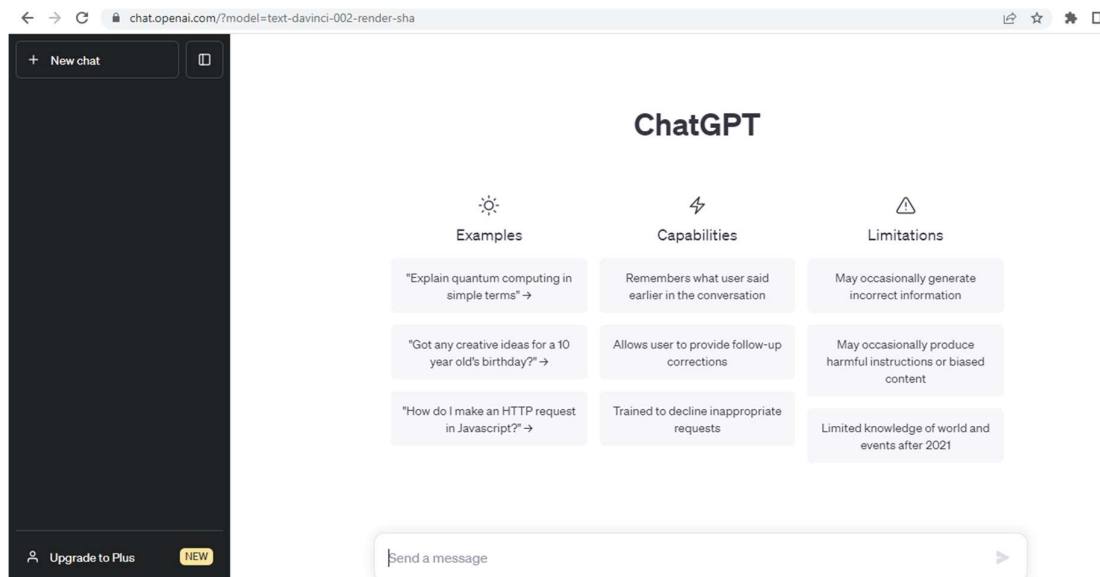 chat.openai.com/?model=text-davinci-002-render-sha
+ New chat
ChatGPT
Examples
"Explain quantum computing in
simple terms" →
"Got any creative ideas for a 10
year old's birthday?" →
"How do I make an HTTP request
in Javascript?" →
Capabilities
Remembers what user said
earlier in the conversation
Allows user to provide follow-up
corrections
Trained to decline inappropriate
requests
Limitations
May occasionally generate
incorrect information
May occasionally produce
harmful instructions or biased
content
Limited knowledge of world and
events after 2021
Upgrade to Plus NEW
Send a message